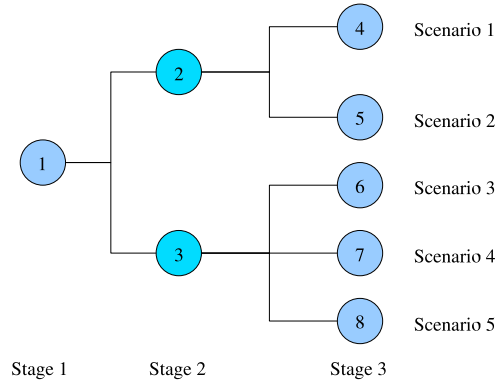 4 Scenario 1
2
5 Scenario 2
1
6 Scenario 3
3 7 Scenario 4
8 Scenario 5
Stage 1 Stage 2 Stage 3